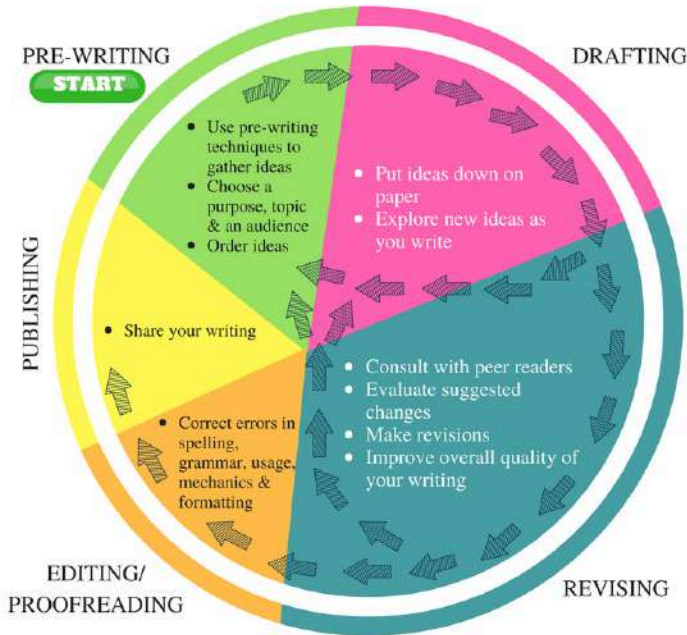 PRE-WRITING
START
• Use pre-writing
techniques to
gather ideas
• Choose a
purpose, topic
& an audience
• Order ideas
DRAFTING
• Put ideas down on
paper
• Explore new ideas as
you write
REVISING
• Consult with peer readers
• Evaluate suggested
changes
• Make revisions
• Improve overall quality of
your writing
EDITING/
PROOFREADING
• Correct errors in
spelling,
grammar, usage,
mechanics &
formatting
PUBLISHING
• Share your writing